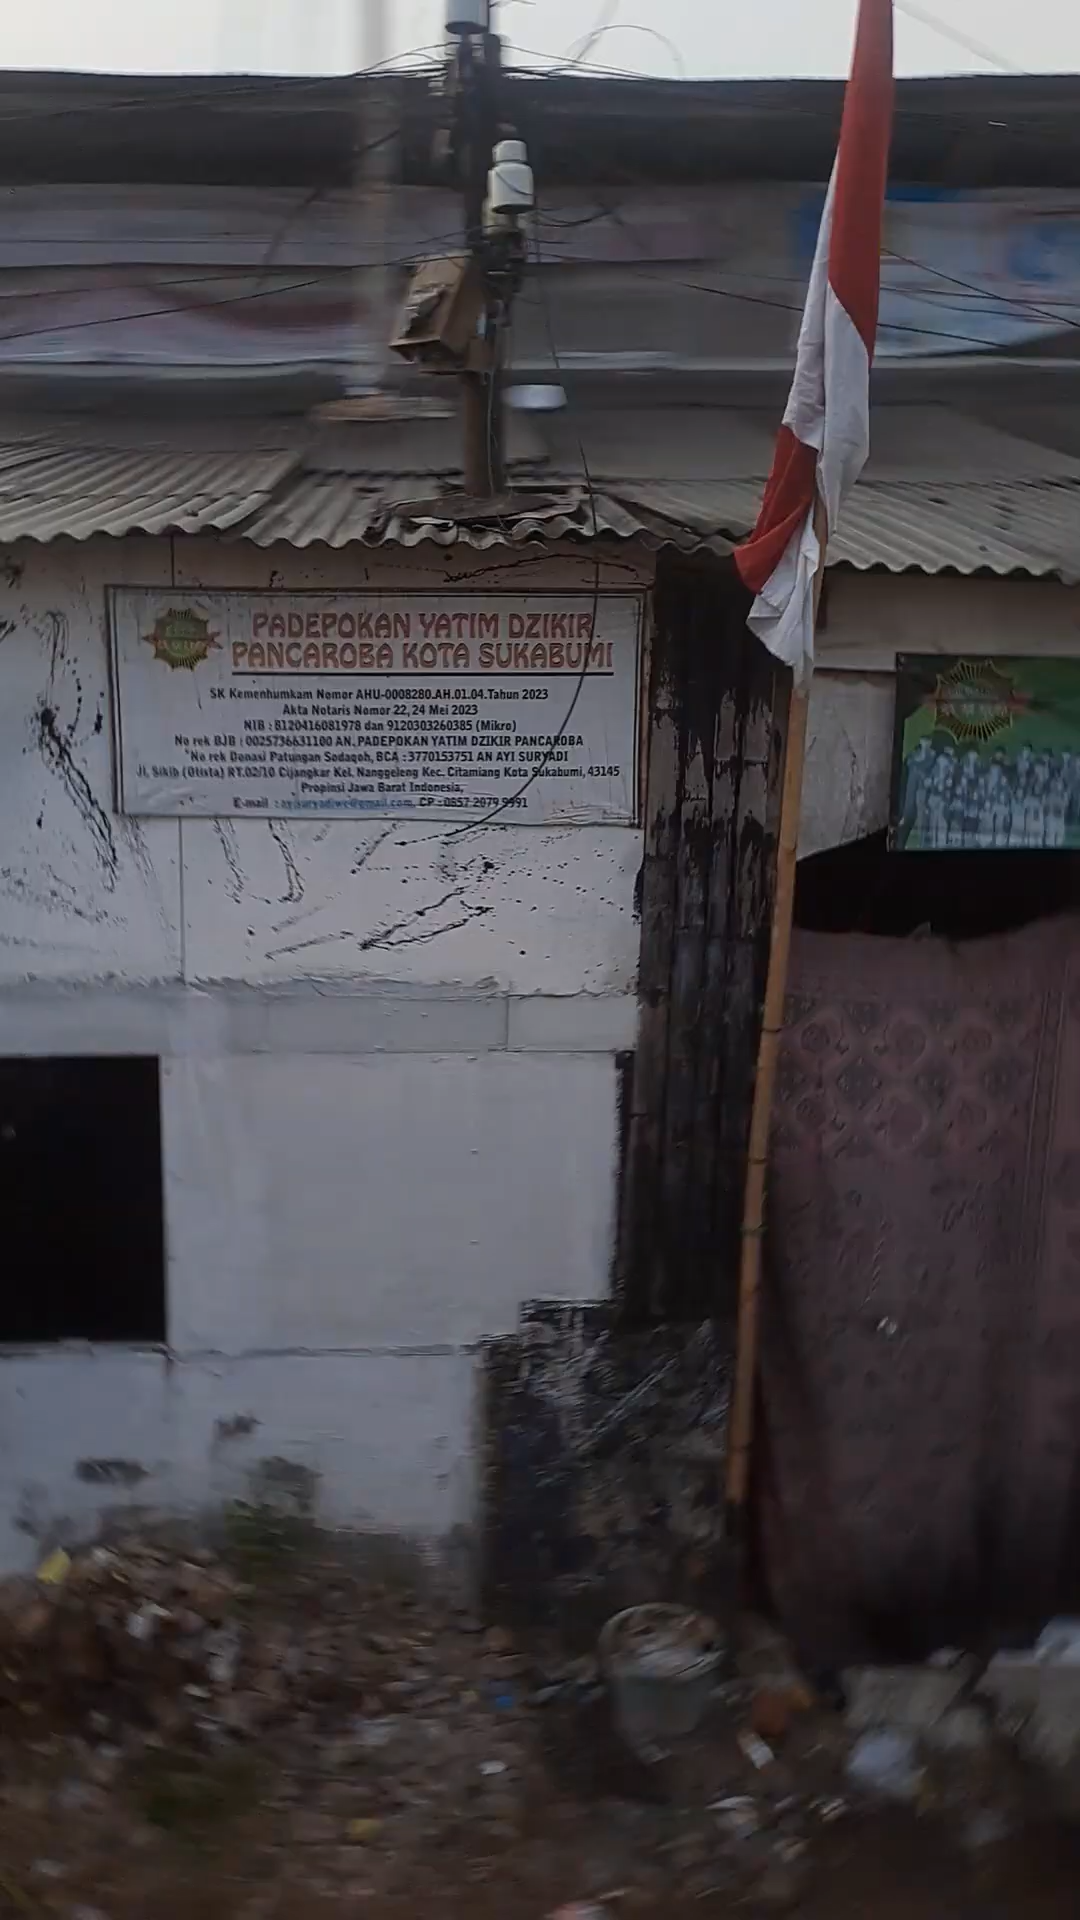 PADEPOKAN YATIM DZIKIR
PANCAROBA KOTA SUKABUMI
SK Kemenhumkam Nomor AHU-0008280.AH.01.04.Tahun 2023
Akta Notaris Nomor 22, 24 Mei 2023
NIB : 8120416081978 dan 9120303260385 (Mikro)
No rek BJB : 0025736631100 AN. PADEPOKAN YATIM DZIKIR PANCAROBA
No rek Donasi Patungan Sodaqoh, BCA : 3770153751 AN AYI SURYADI
Jl. Sikib (Otista) RT.02/10 Cijangkar Kel. Nanggeleng Kec. Citamiang Kota Sukabumi, 43145
Propinsi Jawa Barat Indonesia,
E-mail : ayisuryadiwc@gmail.com, CP : 0857 2079 9991